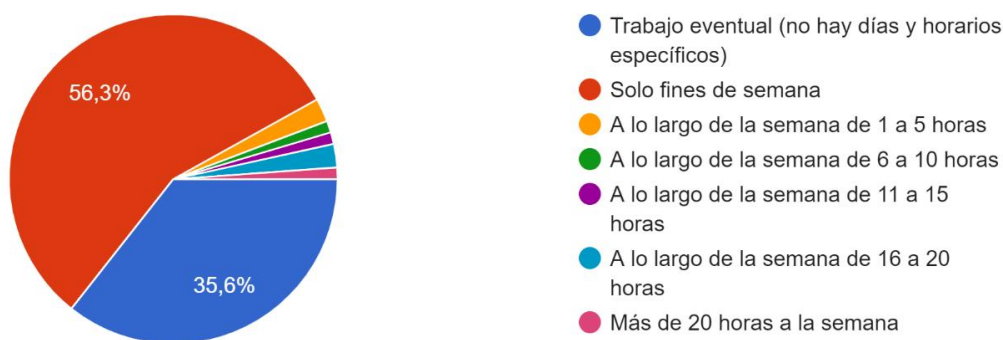 56,3%
35,6%
Trabajo eventual (no hay días y horarios
específicos)
Solo fines de semana
A lo largo de la semana de 1 a 5 horas
A lo largo de la semana de 6 a 10 horas
A lo largo de la semana de 11 a 15
horas
A lo largo de la semana de 16 a 20
horas
Más de 20 horas a la semana